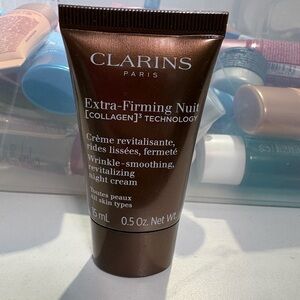 CLARINS
PARIS
Extra-Firming Nuit
[COLLAGEN]³ TECHNOLOGY
Crème revitalisante,
rides lissées, fermeté
Wrinkle-smoothing,
revitalizing
night cream
Toutes peaux
All skin types
15 mL 0.5 Oz. Net Wt.